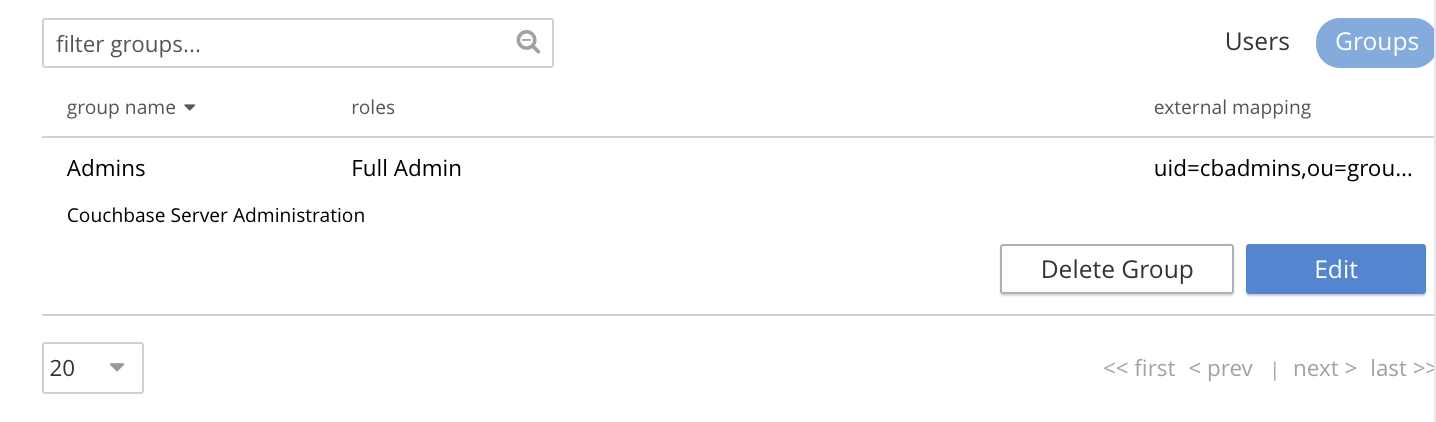 filter groups...
Users Groups
group name roles external mapping
Admins Full Admin uid=cbadmins,ou=grou...
Couchbase Server Administration
Delete Group Edit
20 << first < prev | next > last >>